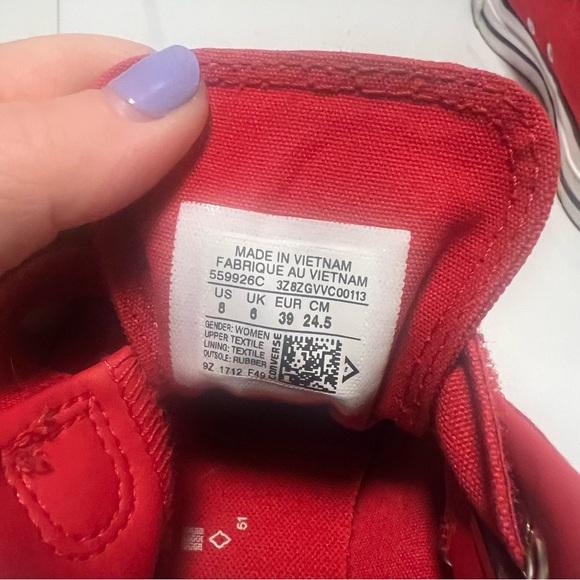 MADE IN VIETNAM
FABRIQUE AU VIETNAM
559926C 3Z8ZGVVC00113
US UK EUR CM
8 6 39 24.5
GENDER: WOMEN
UPPER:TEXTILE
LINING: TEXTILE
OUTSOLE: RUBBER
CONVERSE
9Z 1712 F49
51